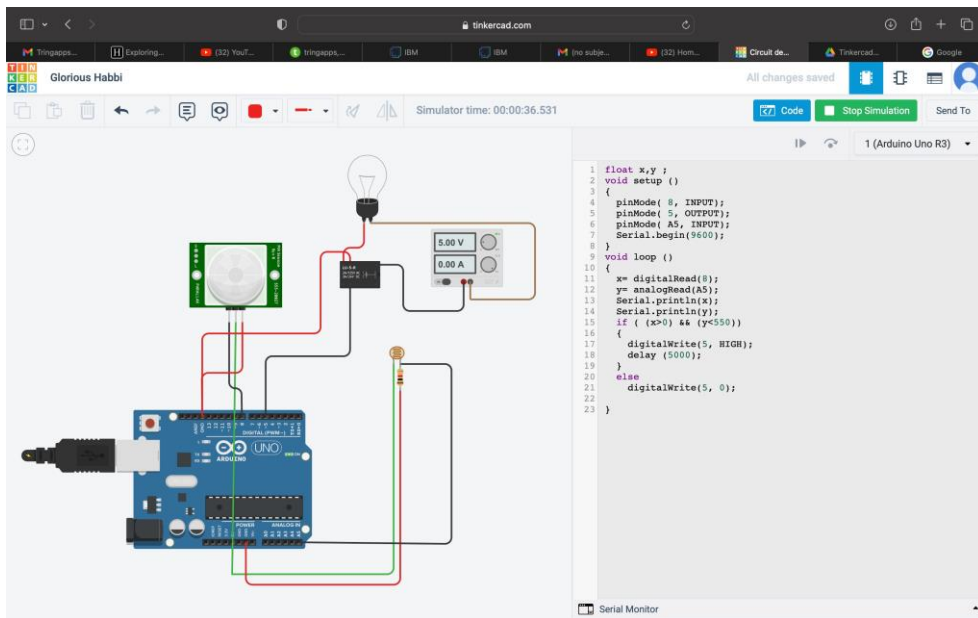 tinkercad.com
Tringapps...
Exploring...
(32) YouT...
tringapps,...
IBM
IBM
(no subje...
(32) Hom...
Circuit de...
Tinkercad...
Google
TIN
KER
CAD
Glorious Habbi
All changes saved
Simulator time: 00:00:36.531
Code
Stop Simulation
Send To
1 (Arduino Uno R3)
5.00 V
0.00 A
1 float x,y ;
2 void setup ()
3 {
4 pinMode( 8, INPUT);
5 pinMode( 5, OUTPUT);
6 pinMode( A5, INPUT);
7 Serial.begin(9600);
8 }
9 void loop ()
10 {
11 x= digitalRead(8);
12 y= analogRead(A5);
13 Serial.println(x);
14 Serial.println(y);
15 if ( (x>0) && (y<550))
16 {
17 digitalWrite(5, HIGH);
18 delay (5000);
19 }
20 else
21 digitalWrite(5, 0);
22
23 }
DIGITAL (PWM~)
UNO
ARDUINO
POWER
ANALOG IN
Serial Monitor